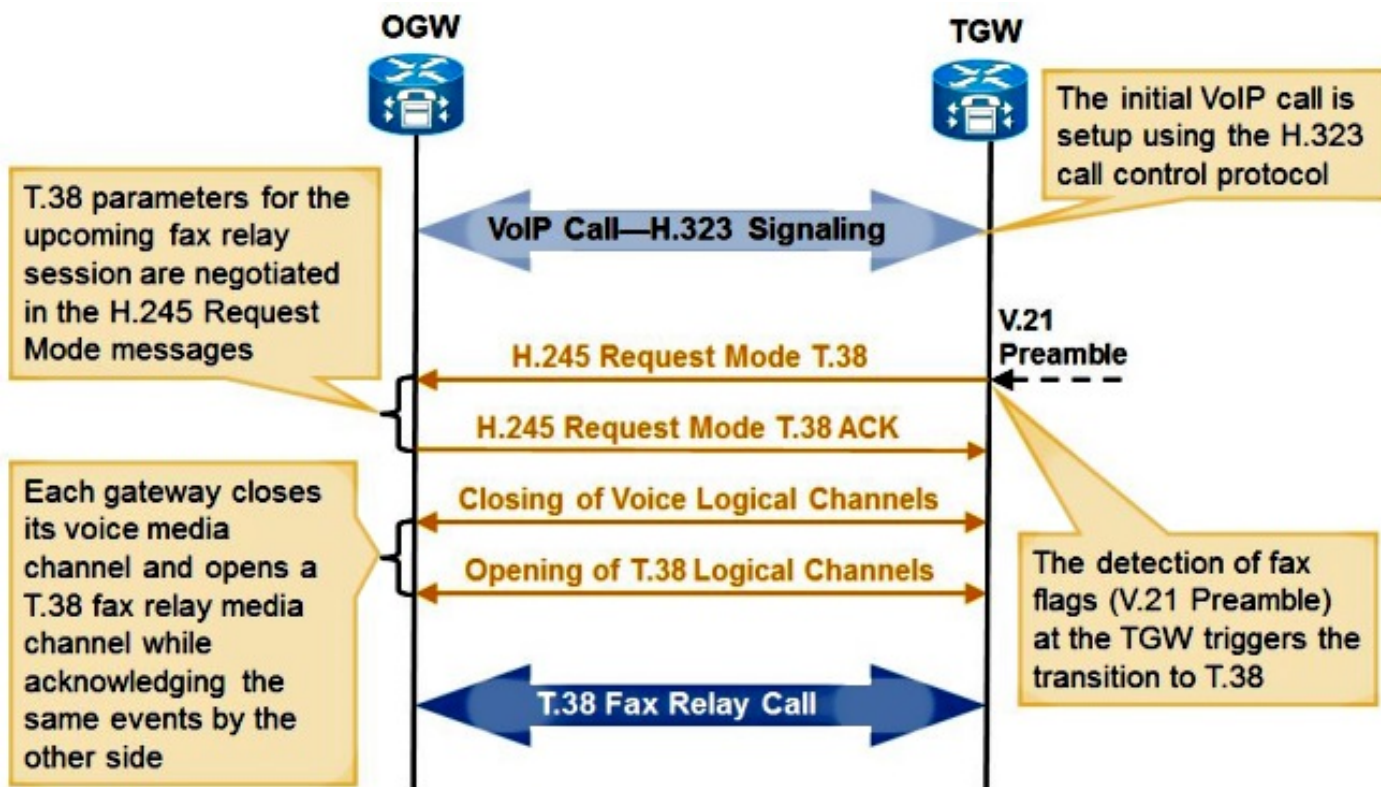 OGW
TGW
The initial VoIP call is
setup using the H.323
call control protocol
T.38 parameters for the
upcoming fax relay
session are negotiated
in the H.245 Request
Mode messages
VoIP Call—H.323 Signaling
V.21
Preamble
H.245 Request Mode T.38
H.245 Request Mode T.38 ACK
Each gateway closes
its voice media
channel and opens a
T.38 fax relay media
channel while
acknowledging the
same events by the
other side
Closing of Voice Logical Channels
Opening of T.38 Logical Channels
The detection of fax
flags (V.21 Preamble)
at the TGW triggers the
transition to T.38
T.38 Fax Relay Call